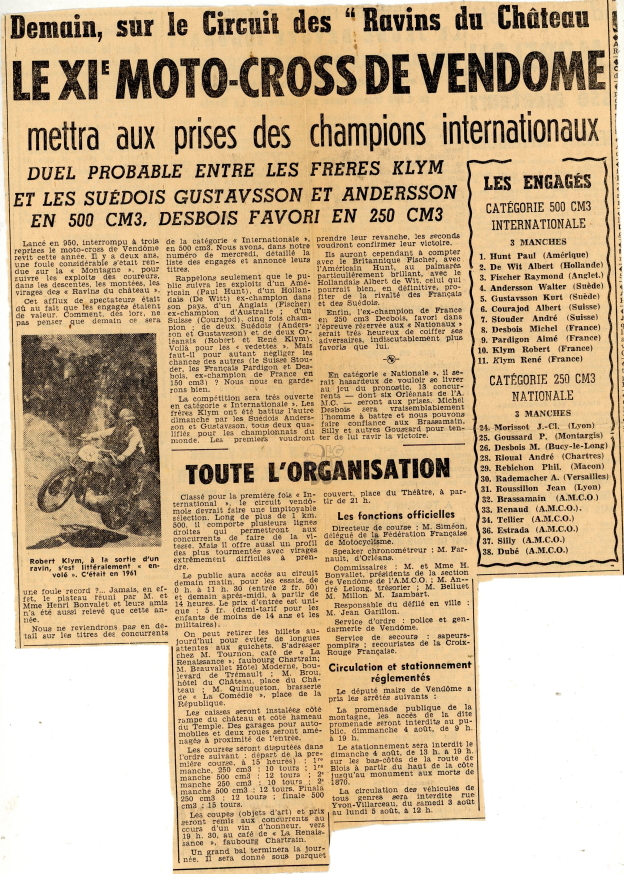 Demain, sur le Circuit des " Ravins du Château
LE XIE MOTO-CROSS DE VENDOME
mettra aux prises des champions internationaux
DUEL PROBABLE ENTRE LES FRÈRES KLYM
ET LES SUÉDOIS GUSTAVSSON ET ANDERSSON
EN 500 CM3, DESBOIS FAVORI EN 250 CM3
Lancé en 950, interrompu à trois
reprises le moto-cross de Vendôme
revit cette année. Il y a deux ans,
une foule considérable s'était ren-
due sur la « Montagne », pour
suivre les exploits des coureurs,
dans les descentes, les montées, les
virages des « Ravins du château ».
Cet afflux de spectateurs était
dû au fait que les engagés étaient
de valeur. Comment, dès lors, ne
pas penser que demain ce sera
Robert Klym, à la sortie d'un
ravin, s'est littéralement « en-
volé ». C'était en 1961
une foule record ?... Jamais, en ef-
fet, le plateau réuni par M. et
Mme Henri Bonvalet et leurs amis
n'a été aussi relevé que cette an-
née.
Nous ne reviendrons pas en dé-
tail sur les titres des concurrents
de la catégorie « Internationale »,
en 500 cm3. Nous avons, dans notre
numéro de mercredi, détaillé la
liste des engagés et annoncé leurs
titres.
Rappelons seulement que le pu-
blic suivra les exploits d'un Amé-
ricain (Paul Hunt), d'un Hollan-
dais (De Witt) ex-champion dans
son pays, d'un Anglais (Fischer)
ex-champion d'Australie ; d'un
Suisse (Courajod), cinq fois cham-
pion ; de deux Suédois (Anders-
son et Gustavsson) et de deux Or-
léanais (Robert et René Klym).
Voilà pour les « vedettes ». Mais
faut-il pour autant négliger les
chances des autres (le Suisse Stou-
der, les Français Pardigon et Des-
bois, ex-champion de France en
150 cm3) ? Nous nous en garde-
rons bien.
La compétition sera très ouverte
en catégorie « Internationale ». Les
frères Klym ont été battus l'autre
dimanche par les Suédois Anders-
son et Gustavsson, tous deux qua-
lifiés pour les championnats du
monde. Les premiers voudront
prendre leur revanche, les seconds
voudront confirmer leur victoire.
Ils auront cependant à compter
avec le Britannique Fischer, avec
l'Américain Hunt, au palmarès
particulièrement brillant, avec le
Hollandais Albert de Witt, celui qui
pourrait bien, en définitive, pro-
fiter de la rivalité des Français
et des Suédois.
Enfin, l'ex-champion de France
en 250 cm3 Desbois, favori dans
l'épreuve réservée aux « Nationaux »
serait très heureux de coiffer ses
adversaires, indiscutablement plus
favoris que lui.
En catégorie « Nationale », il se-
rait hasardeux de vouloir se livrer
au jeu du pronostic. 13 concur-
rents — dont six Orléanais de l'A.
M.C. — seront aux prises. Michel
Desbois sera vraisemblablement
l'homme à battre et nous pouvons
faire confiance aux Brassamain,
Silly et autres Goussard pour ten-
ter de lui ravir la victoire.
LES ENGAGÉS
CATÉGORIE 500 CM3
INTERNATIONALE
3 MANCHES
1. Hunt Paul (Amérique)
2. De Wit Albert (Hollande)
3. Fischer Raymond (Anglet.)
4. Andersson Walter (Suède)
5. Gustavsson Kurt (Suède)
6. Courajod Albert (Suisse)
7. Stouder André (Suisse)
8. Desbois Michel (France)
9. Pardigon Aimé (France)
10. Klym Robert (France)
11. Klym René (France)
CATÉGORIE 250 CM3
NATIONALE
3 MANCHES
24. Morissot J.-Cl. (Lyon)
25. Goussard P. (Montargis)
26. Desbois M. (Bucy-le-Long)
28. Rioual André (Chartres)
29. Rebichon Phil. (Macon)
30. Rademacher A. (Versailles)
31. Roussillon Jean (Lyon)
32. Brassamain (A.M.C.O.)
33. Renaud (A.M.C.O.).
34. Tellier (A.M.C.O.)
36. Estrada (A.M.C.O.)
37. Silly (A.M.C.O.)
38. Dubé (A.M.C.O.)
TOUTE L'ORGANISATION
Classé pour la première fois « In-
ternational », le circuit vendô-
mois devrait faire une impitoyable
sélection. Long de plus de 1 km.
500, il comporte plusieurs lignes
droites qui permettront aux
concurrents de faire de la vi-
tesse. Mais il offre aussi un profil
des plus tourmentés avec virages
extrêmement difficiles à pren-
dre.
Le public aura accès au circuit
demain matin, pour les essais, de
9 h. à 11 h. 30 (entrée 2 fr. 50)
et demain après-midi, à partir de
14 heures. Le prix d'entrée est uni-
que : 5 fr. (demi-tarif pour les
enfants de moins de 14 ans et les
militaires).
On peut retirer les billets au-
jourd'hui pour éviter de longues
attentes aux guichets. S'adresser
chez M. Tournon, café de « La
Renaissance », faubourg Chartrain;
M. Beauvallet Hôtel Moderne, bou-
levard de Trémault ; M. Brou,
hôtel du Château, place du Châ-
teau ; M. Quinqueton, brasserie
de « La Comédie », place de la
République.
Les caisses seront installées côté
rampe du château et côté hameau
du Temple. Des garages pour auto-
mobiles et deux roues seront amé-
nagés à proximité de l'entrée.
Les courses seront disputées dans
l'ordre suivant : départ de la pre-
mière course, à 15 heures) : 1re
manche, 250 cm3 : 10 tours ; 1re
manche 500 cm3 : 12 tours ; 2e
manche 250 cm3 : 10 tours ; 2e
manche 500 cm3 : 12 tours. Finale
250 cm3 : 12 tours ; finale 500
cm3 : 15 tours.
Les coupes (objets d'art) et prix
seront remis aux concurrents au
cours d'un vin d'honneur, vers
19 h. 30, au café de « La Renais-
sance », faubourg Chartrain.
Un grand bal terminera la jour-
née. Il sera donné sous parquet
couvert, place du Théâtre, à par-
tir de 21 h.
Les fonctions officielles
Directeur de course : M. Siméon,
délégué de la Fédération Française
de Motocyclisme.
Speaker chronométreur : M. Far-
nault, d'Orléans.
Commissaires : M. et Mme H.
Bonvalet, présidents de la section
de Vendôme de l'A.M.C.O. ; M. An-
dré Lelong, trésorier ; M. Belluet
M. Millon M. Isambart.
Responsable du défilé en ville :
M. Jean Garillon.
Service d'ordre : police et gen-
darmerie de Vendôme.
Service de secours : sapeurs-
pompiers ; secouristes de la Croix-
Rouge Française.
Circulation et stationnement
réglementés
Le député maire de Vendôme a
pris les arrêtés suivants :
La promenade publique de la
montagne, les accès de la dite
promenade seront interdits au pu-
blic, dimmanche 4 août, de 9 h.
à 19 h.
Le stationnement sera interdit le
dimanche 4 août, de 13 h. à 19 h.
sur les bas-côtés de la route de
Blois à partir du haut de la côte
jusqu'au monument aux morts de
1870.
La circulation des véhicules de
tous genres sera interdite rue
Yvon-Villarceau, du samedi 3 août
au lundi 5 août, à 12 h.